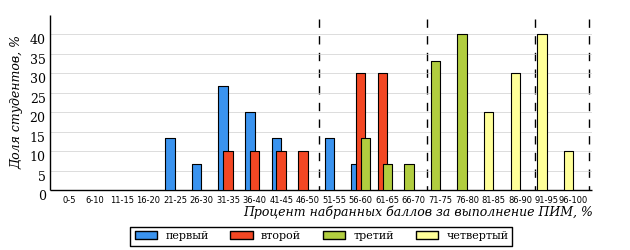 Доля студентов, %
40
35
30
25
20
15
10
5
0
0-5 6-10 11-15 16-20 21-25 26-30 31-35 36-40 41-45 46-50 51-55 56-60 61-65 66-70 71-75 76-80 81-85 86-90 91-95 96-100
Процент набранных баллов за выполнение ПИМ, %
первый второй третий четвертый